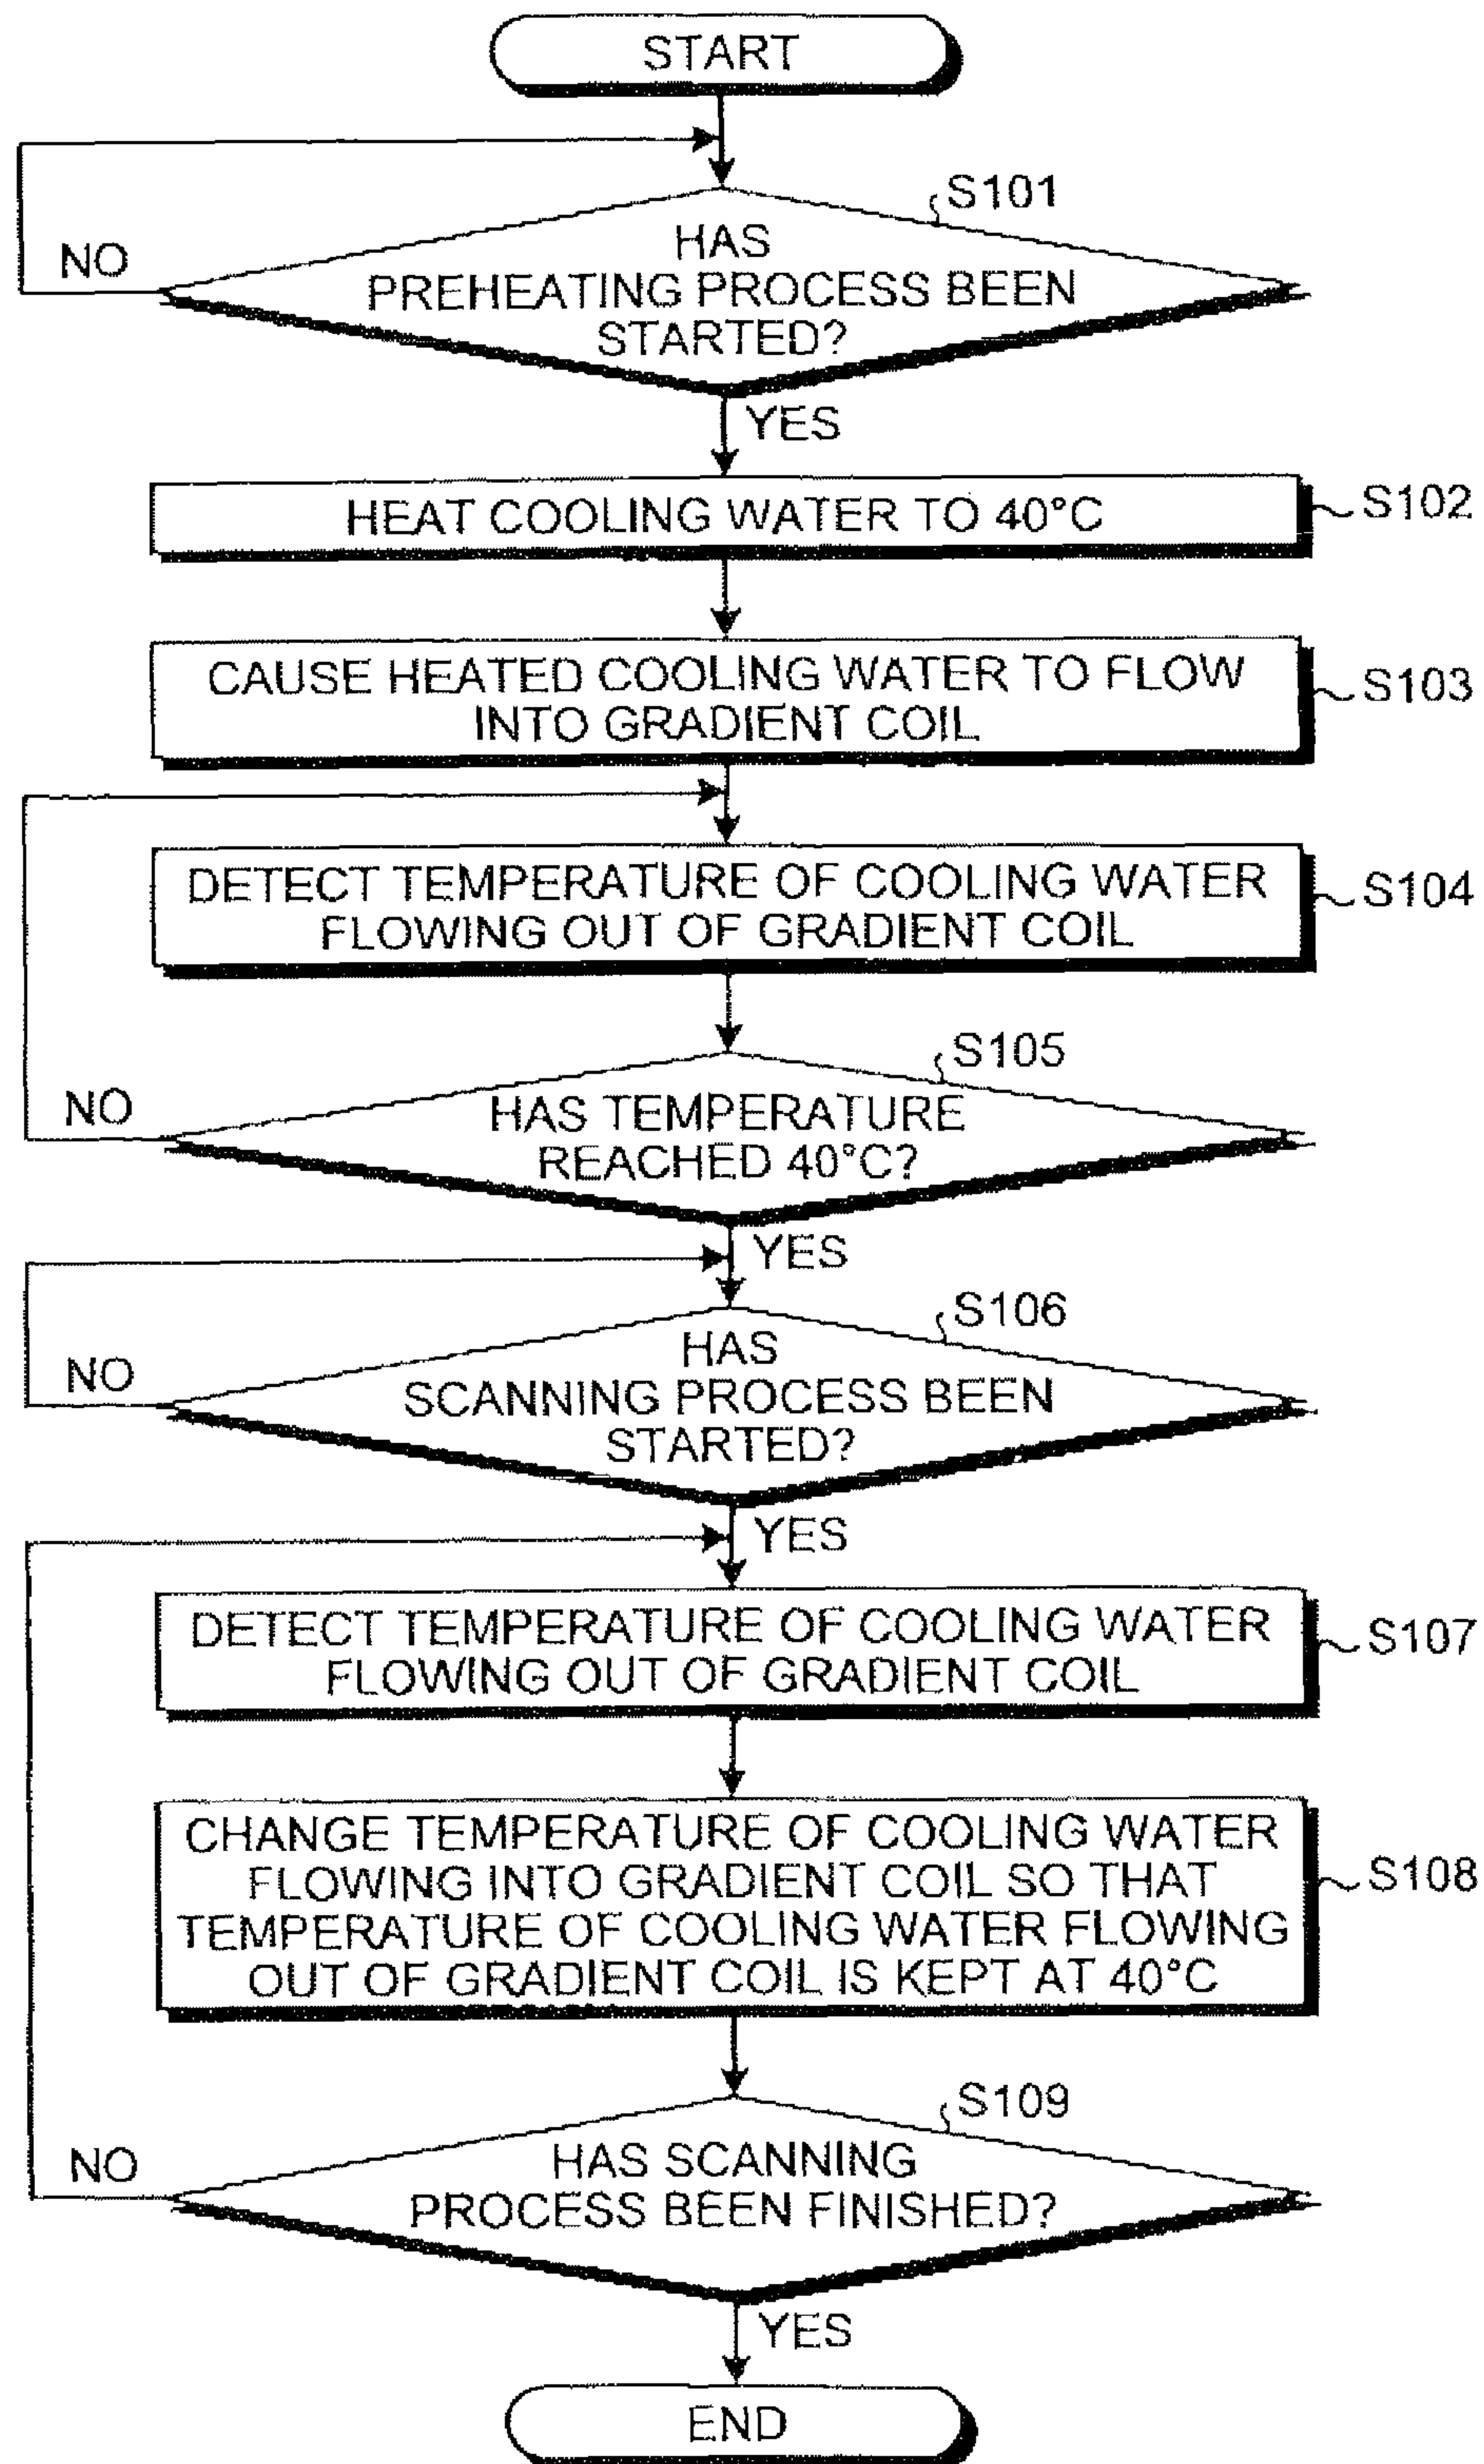 START
S101
NO
HAS
PREHEATING PROCESS BEEN
STARTED?
YES
HEAT COOLING WATER TO 40°C
S102
CAUSE HEATED COOLING WATER TO FLOW
INTO GRADIENT COIL
S103
DETECT TEMPERATURE OF COOLING WATER
FLOWING OUT OF GRADIENT COIL
S104
S105
NO
HAS TEMPERATURE
REACHED 40°C?
YES
S106
NO
HAS
SCANNING PROCESS BEEN
STARTED?
YES
DETECT TEMPERATURE OF COOLING WATER
FLOWING OUT OF GRADIENT COIL
S107
CHANGE TEMPERATURE OF COOLING WATER
FLOWING INTO GRADIENT COIL SO THAT
TEMPERATURE OF COOLING WATER FLOWING
OUT OF GRADIENT COIL IS KEPT AT 40°C
S108
S109
NO
HAS SCANNING
PROCESS BEEN FINISHED?
YES
END